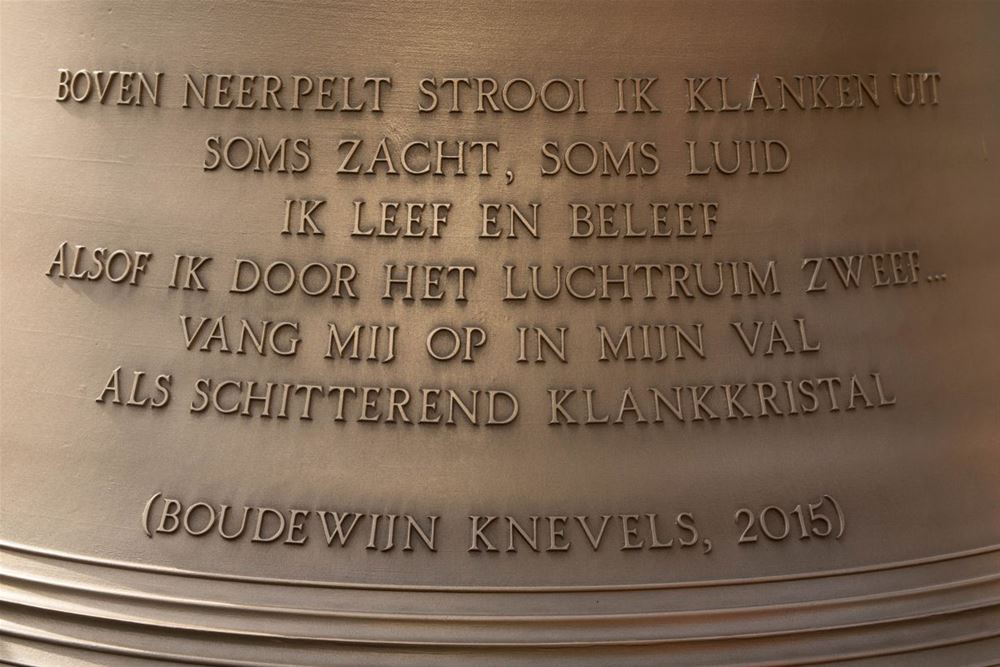 BOVEN NEERPELT STROOI IK KLANKEN UIT
SOMS ZACHT, SOMS LUID
IK LEEF EN BELEEF
ALSOF IK DOOR HET LUCHTRUIM ZWEEF...
VANG MIJ OP IN MIJN VAL
ALS SCHITTEREND KLANKKRISTAL
(BOUDEWIJN KNEVELS, 2015)